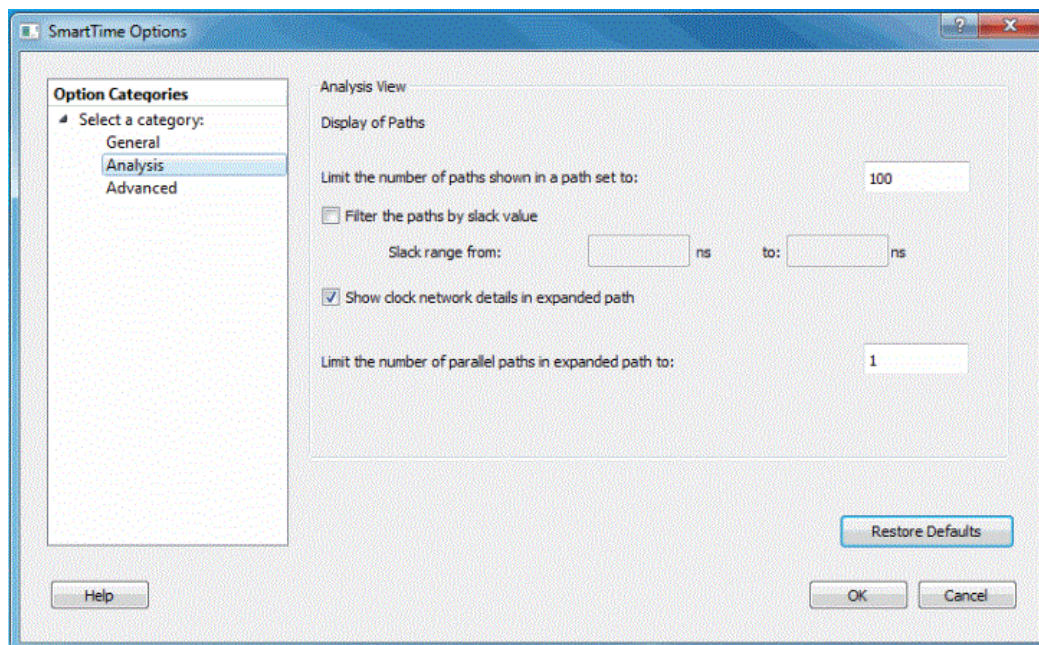 SmartTime Options
Option Categories
Select a category:
General
Analysis
Advanced
Analysis View
Display of Paths
Limit the number of paths shown in a path set to: 100
Filter the paths by slack value
Slack range from: ns to: ns
Show clock network details in expanded path
Limit the number of parallel paths in expanded path to: 1
Restore Defaults
Help OK Cancel